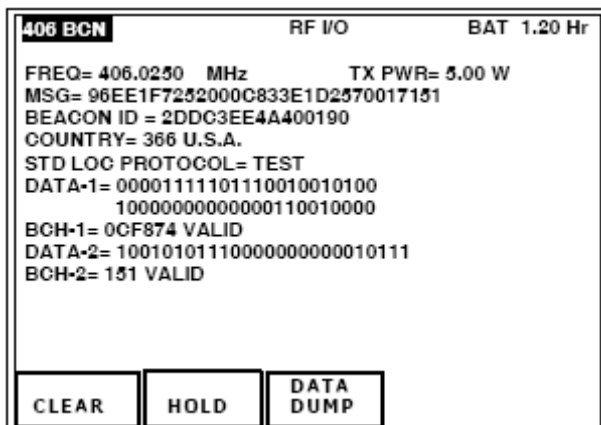 406 BCN RF I/O BAT 1.20 Hr
FREQ= 406.0250 MHz TX PWR= 5.00 W
MSG= 96EE1F7252000C833E1D2570017151
BEACON ID = 2DDC3EE4A400190
COUNTRY= 366 U.S.A.
STD LOC PROTOCOL= TEST
DATA-1= 00001111101110010010100
10000000000000110010000
BCH-1= 0CF874 VALID
DATA-2= 10010101110000000000010111
BCH-2= 151 VALID
CLEAR HOLD DATA DUMP